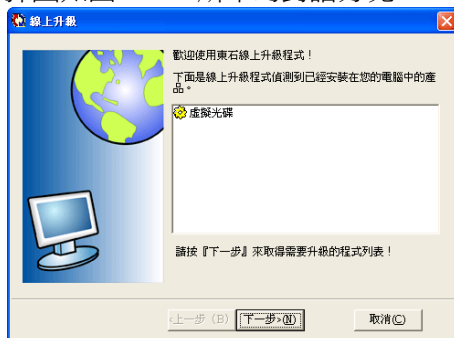 線上升級
歡迎使用東石線上升級程式！
下面是線上升級程式偵測到已經安裝在您的電腦中的產
品。
虛擬光碟
請按『下一步』來取得需要升級的程式列表！
<上一步 (B) 下一步>(N) 取消(C)